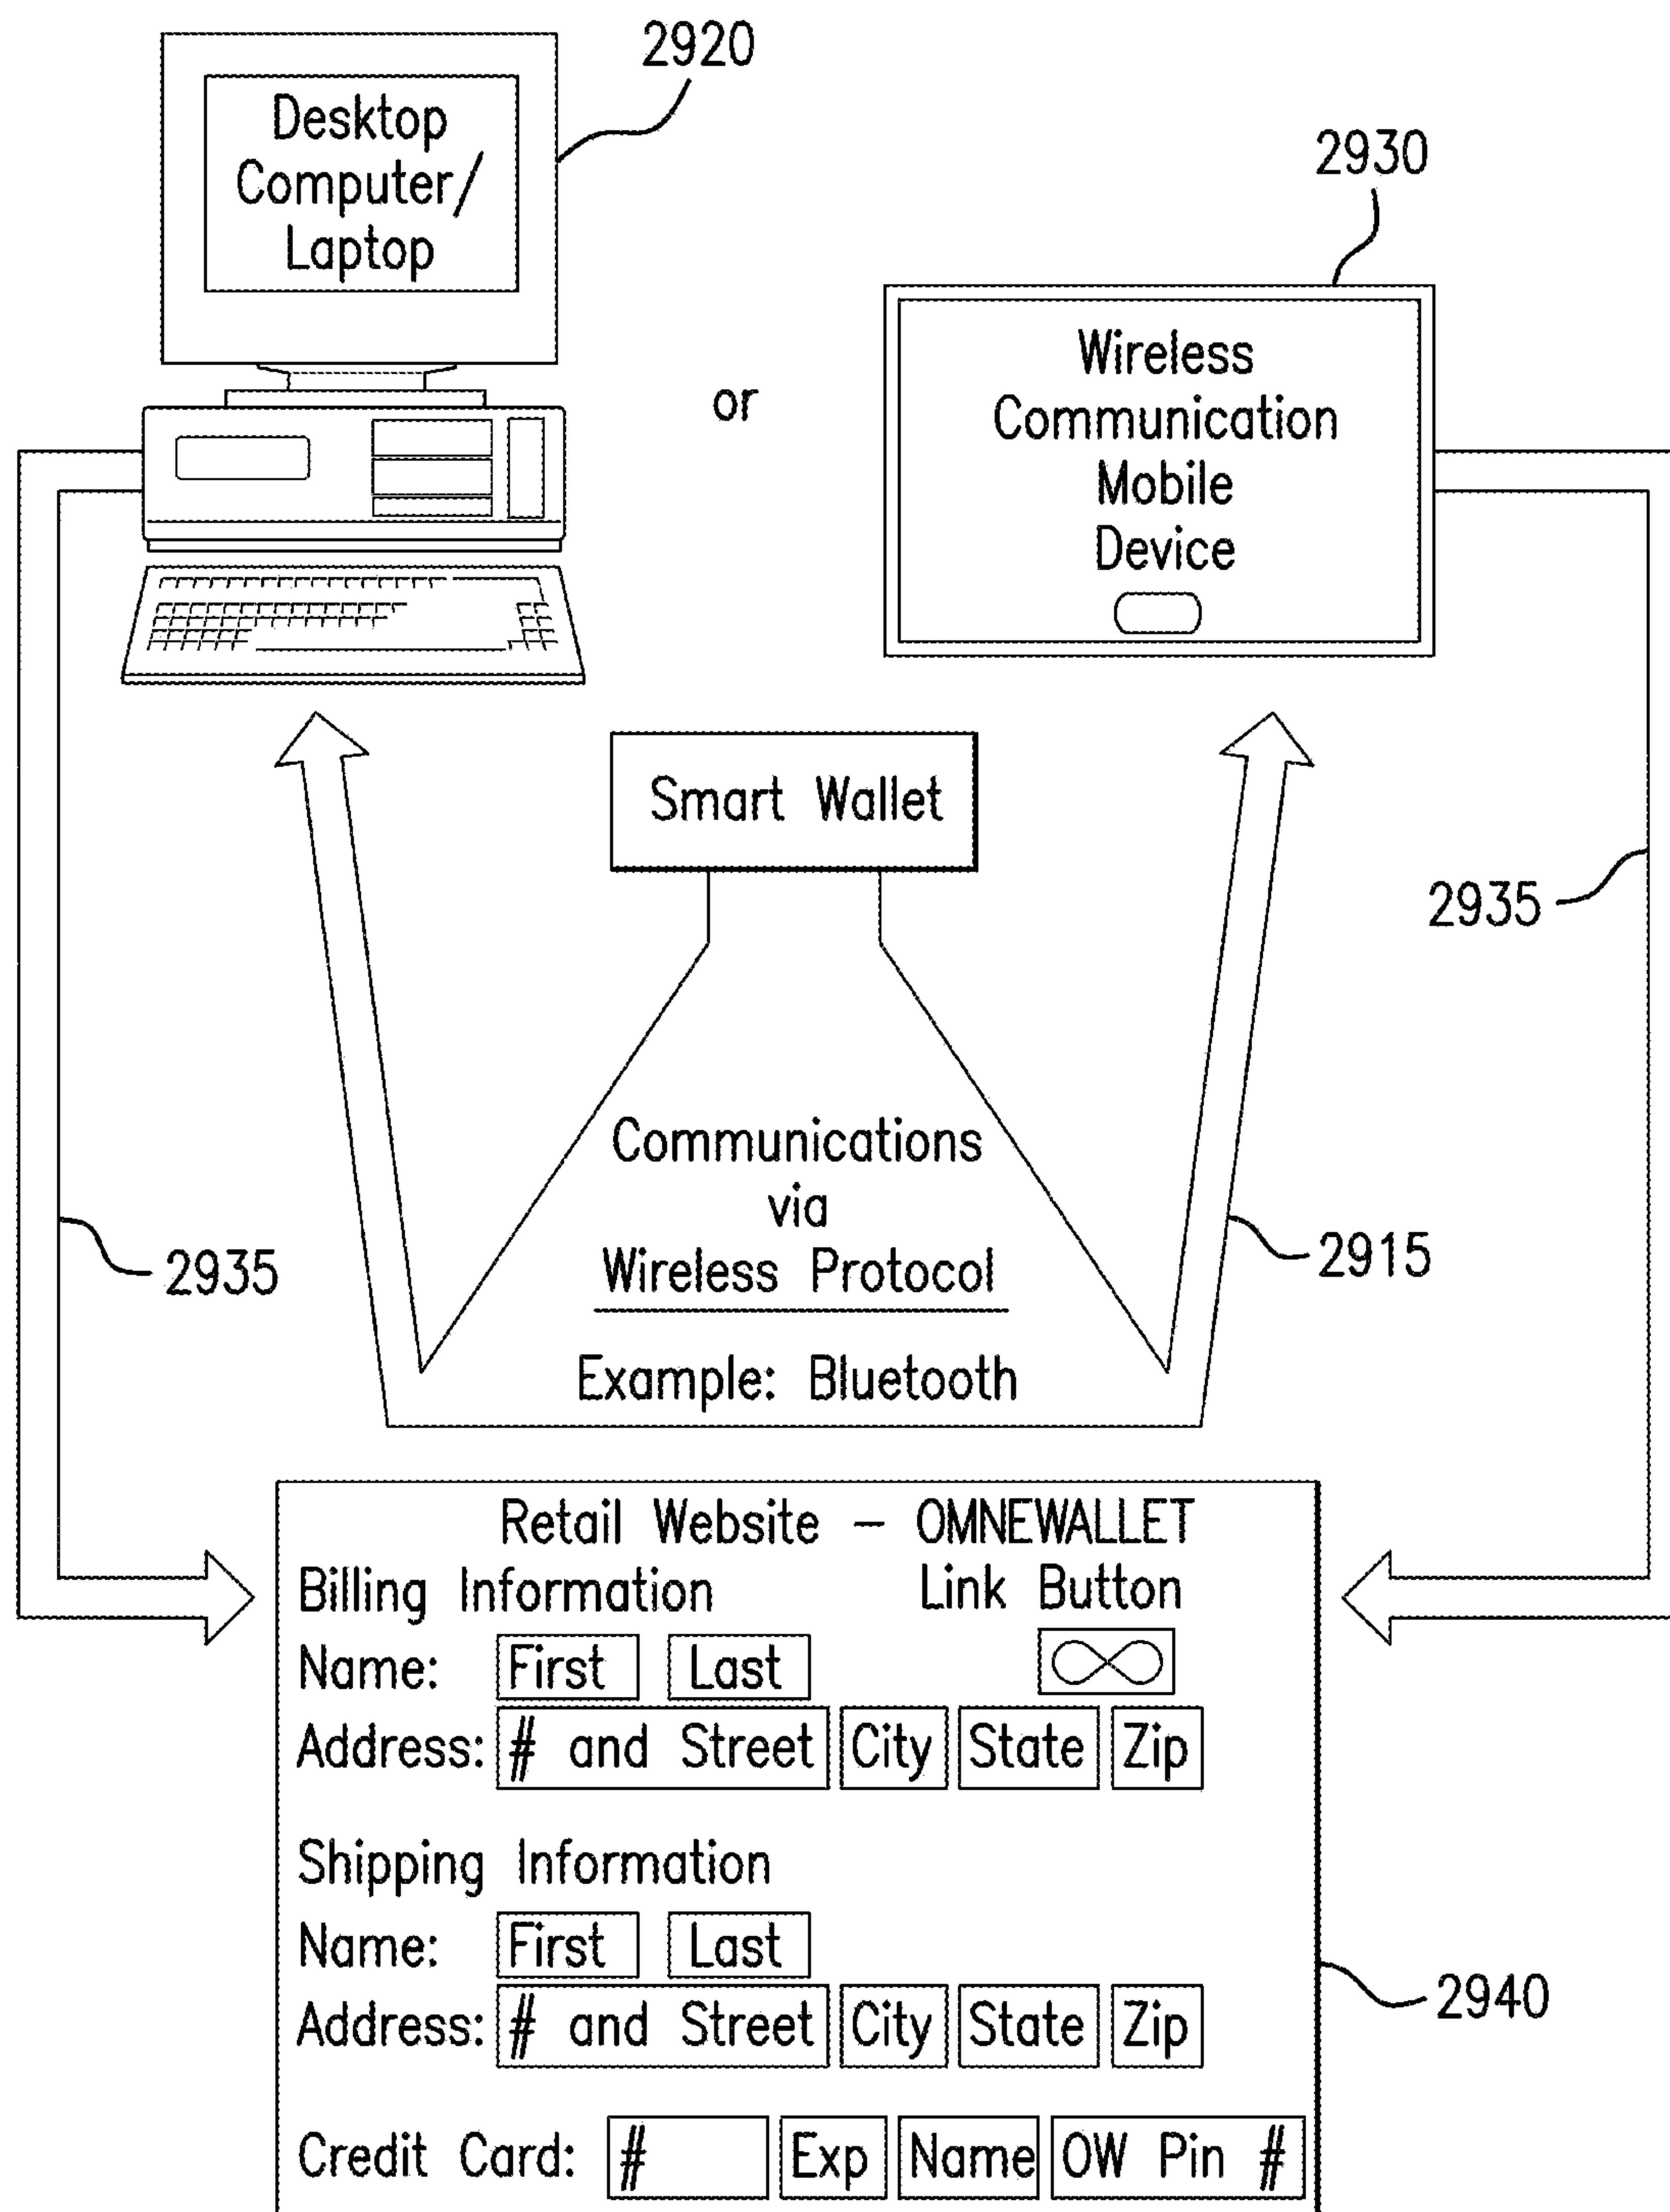 2920
Desktop
Computer/
Laptop
2930
or
Wireless
Communication
Mobile
Device
Smart Wallet
2935
Communications
via
Wireless Protocol
Example: Bluetooth
2935
2915
Retail Website – OMNEWALLET
Billing Information Link Button
Name: First Last
Address: # and Street City State Zip
Shipping Information
Name: First Last
Address: # and Street City State Zip
2940
Credit Card: # Exp Name OW Pin #